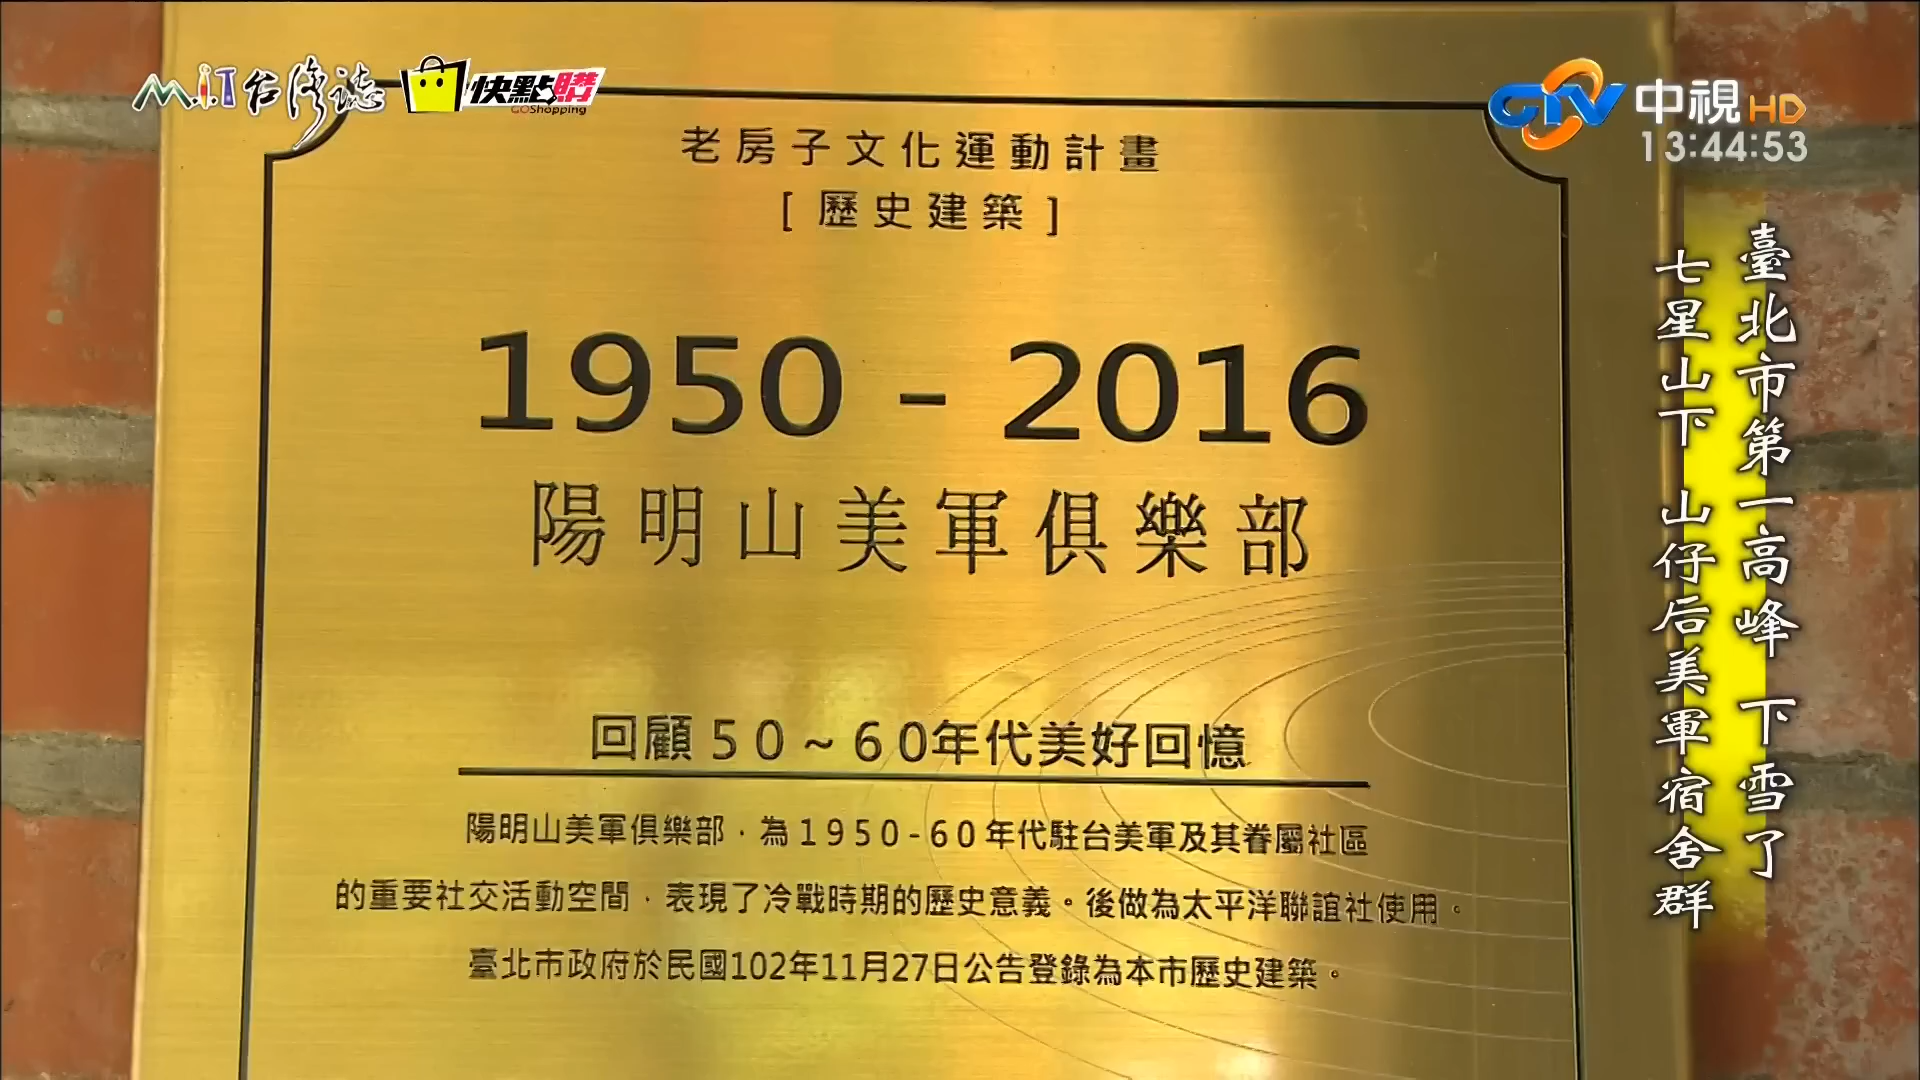 M.I.T台灣誌
快點購
GOShopping
CTV 中視 HD
13:44:53
老房子文化運動計畫
[歷史建築]
1950 - 2016
陽明山美軍俱樂部
回顧50~60年代美好回憶
陽明山美軍俱樂部，為1950-60年代駐台美軍及其眷屬社區
的重要社交活動空間，表現了冷戰時期的歷史意義。後做為太平洋聯誼社使用。
臺北市政府於民國102年11月27日公告登錄為本市歷史建築。
臺北市第一高峰 下雪了
七星山下 山仔后美軍宿舍群